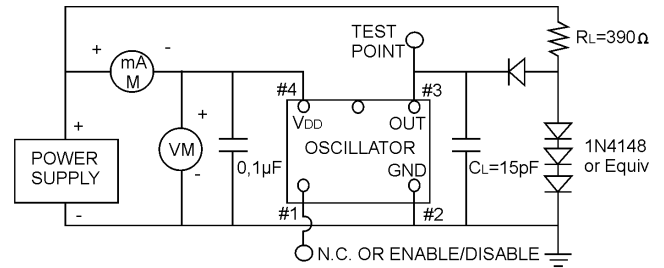 TEST
POINT
RL=390Ω
+
-
mA
M
#4
#3
+
+
VDD
OUT
1N4148
or Equiv
POWER
SUPPLY
VM
0,1µF
OSCILLATOR
CL=15pF
GND
-
-
#1
#2
N.C. OR ENABLE/DISABLE